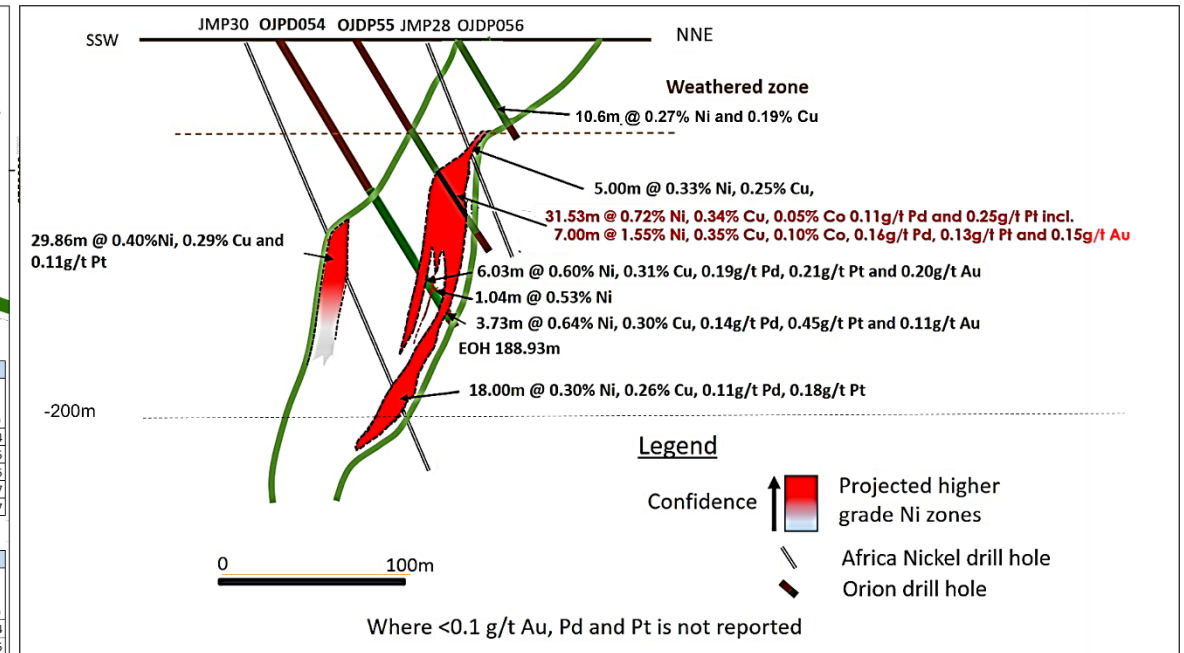 JMP30 OJPD054 OJDP55 JMP28 OJDP056
SSW NNE
Weathered zone
10.6m @ 0.27% Ni and 0.19% Cu
5.00m @ 0.33% Ni, 0.25% Cu,
31.53m @ 0.72% Ni, 0.34% Cu, 0.05% Co 0.11g/t Pd and 0.25g/t Pt incl.
7.00m @ 1.55% Ni, 0.35% Cu, 0.10% Co, 0.16g/t Pd, 0.13g/t Pt and 0.15g/t Au
29.86m @ 0.40%Ni, 0.29% Cu and
0.11g/t Pt
6.03m @ 0.60% Ni, 0.31% Cu, 0.19g/t Pd, 0.21g/t Pt and 0.20g/t Au
1.04m @ 0.53% Ni
3.73m @ 0.64% Ni, 0.30% Cu, 0.14g/t Pd, 0.45g/t Pt and 0.11g/t Au
EOH 188.93m
18.00m @ 0.30% Ni, 0.26% Cu, 0.11g/t Pd, 0.18g/t Pt
-200m
Legend
Confidence
Projected higher
grade Ni zones
Africa Nickel drill hole
Orion drill hole
0 100m
Where <0.1 g/t Au, Pd and Pt is not reported